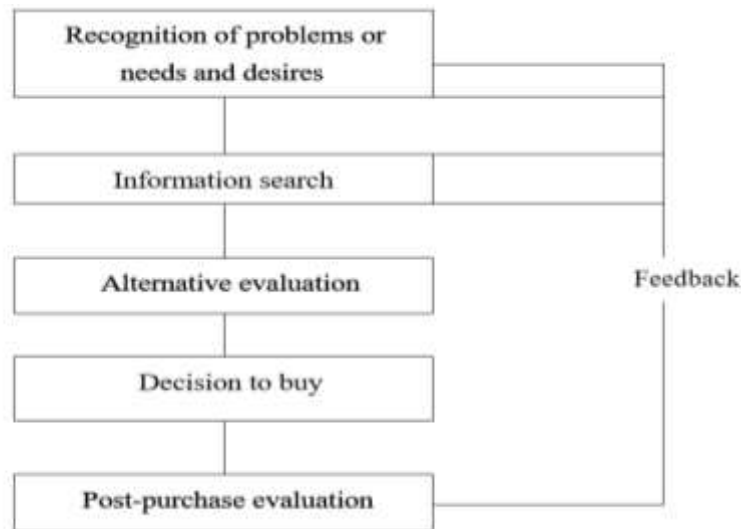 Recognition of problems or
needs and desires
Information search
Alternative evaluation
Feedback
Decision to buy
Post-purchase evaluation